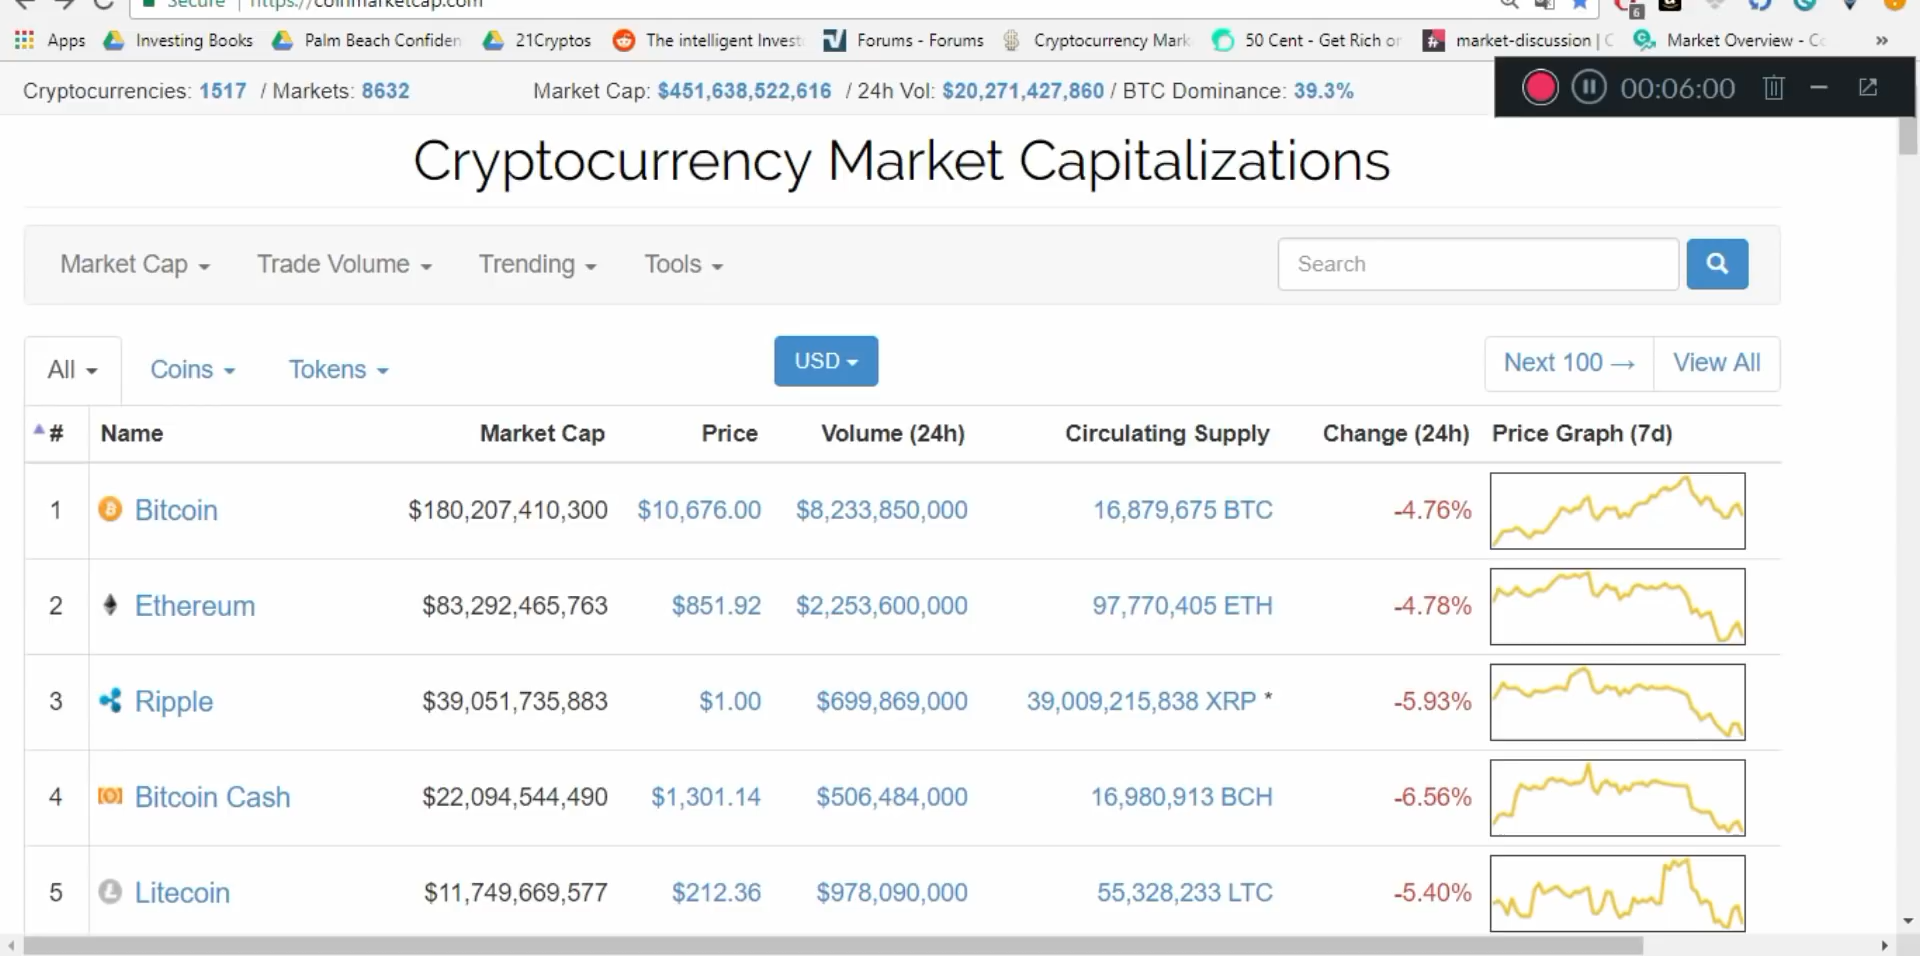 Secure | https://coinmarketcap.com
6
Apps Investing Books Palm Beach Confiden 21Cryptos The intelligent Invest Forums - Forums Cryptocurrency Mark 50 Cent - Get Rich or market-discussion | C Market Overview - Co »
Cryptocurrencies: 1517 / Markets: 8632 Market Cap: $451,638,522,616 / 24h Vol: $20,271,427,860 / BTC Dominance: 39.3%
00:06:00
Cryptocurrency Market Capitalizations
Market Cap Trade Volume Trending Tools Search
All Coins Tokens USD Next 100 → View All
# Name Market Cap Price Volume (24h) Circulating Supply Change (24h) Price Graph (7d)
1 Bitcoin $180,207,410,300 $10,676.00 $8,233,850,000 16,879,675 BTC -4.76%
2 Ethereum $83,292,465,763 $851.92 $2,253,600,000 97,770,405 ETH -4.78%
3 Ripple $39,051,735,883 $1.00 $699,869,000 39,009,215,838 XRP * -5.93%
4 Bitcoin Cash $22,094,544,490 $1,301.14 $506,484,000 16,980,913 BCH -6.56%
5 Litecoin $11,749,669,577 $212.36 $978,090,000 55,328,233 LTC -5.40%